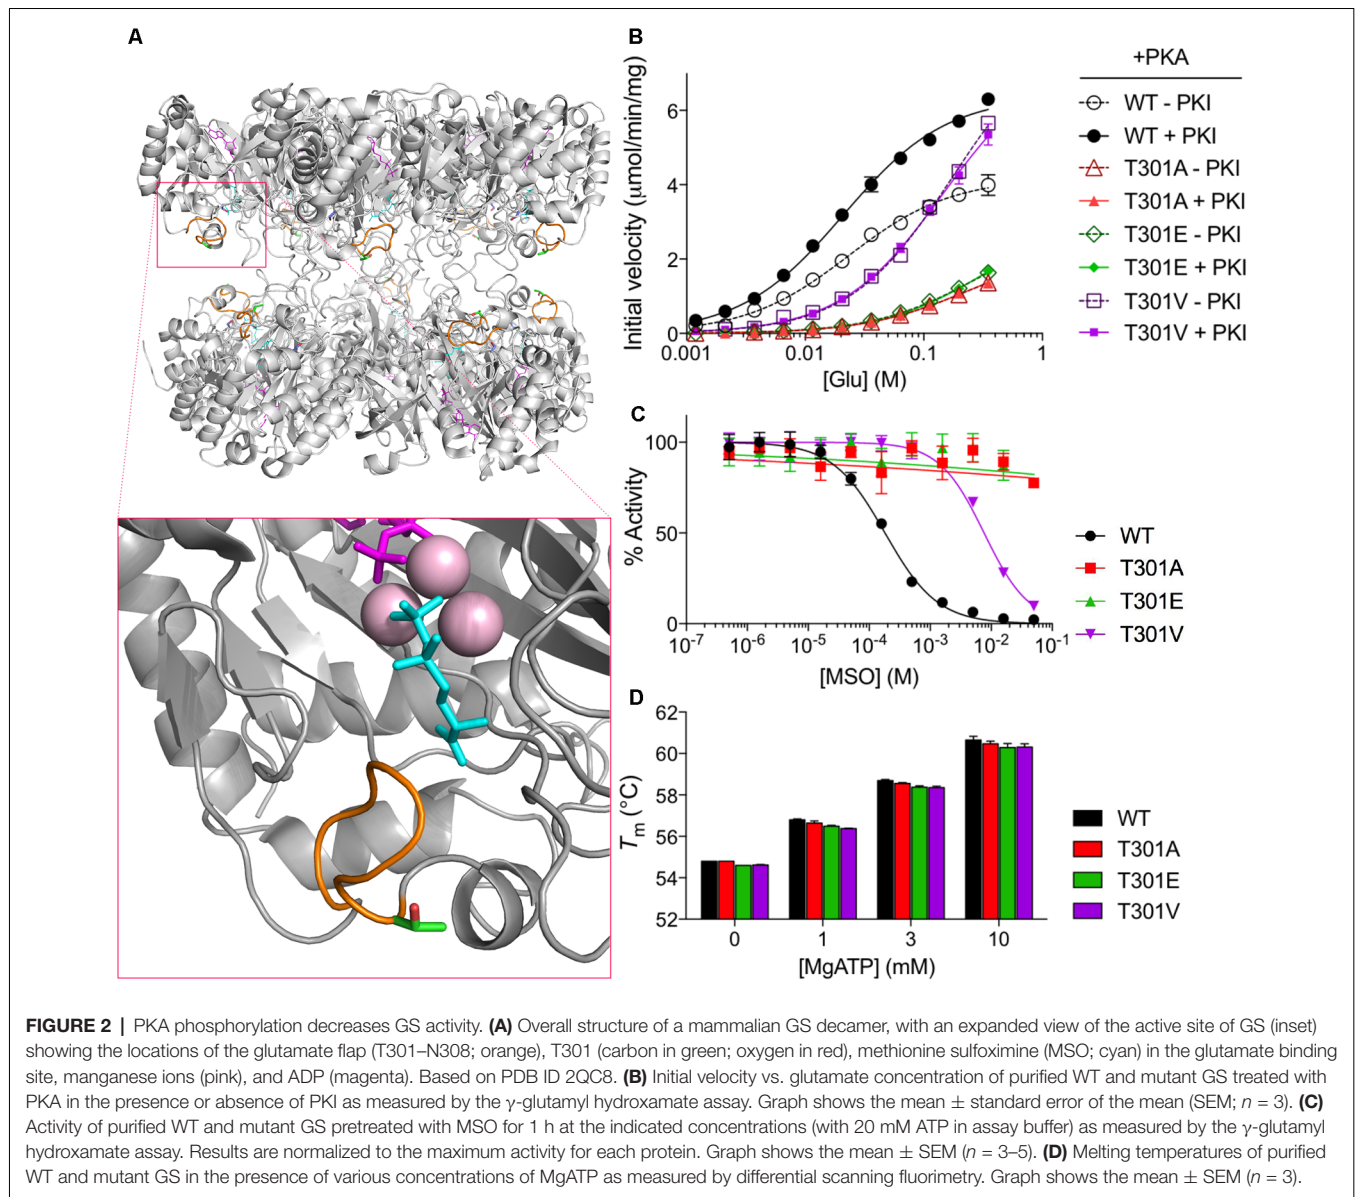 A
B
Initial velocity (μmol/min/mg)
6
4
2
0
0.001
0.01
0.1
1
[Glu] (M)
+PKA
WT - PKI
WT + PKI
T301A - PKI
T301A + PKI
T301E - PKI
T301E + PKI
T301V - PKI
T301V + PKI
C
% Activity
100
50
0
10⁻⁷
10⁻⁶
10⁻⁵
10⁻⁴
10⁻³
10⁻²
10⁻¹
[MSO] (M)
WT
T301A
T301E
T301V
D
Tm (°C)
62
60
58
56
54
52
0
1
3
10
[MgATP] (mM)
WT
T301A
T301E
T301V
FIGURE 2 | PKA phosphorylation decreases GS activity. (A) Overall structure of a mammalian GS decamer, with an expanded view of the active site of GS (inset)
showing the locations of the glutamate flap (T301–N308; orange), T301 (carbon in green; oxygen in red), methionine sulfoximine (MSO; cyan) in the glutamate binding
site, manganese ions (pink), and ADP (magenta). Based on PDB ID 2QC8. (B) Initial velocity vs. glutamate concentration of purified WT and mutant GS treated with
PKA in the presence or absence of PKI as measured by the γ-glutamyl hydroxamate assay. Graph shows the mean ± standard error of the mean (SEM; n = 3). (C)
Activity of purified WT and mutant GS pretreated with MSO for 1 h at the indicated concentrations (with 20 mM ATP in assay buffer) as measured by the γ-glutamyl
hydroxamate assay. Results are normalized to the maximum activity for each protein. Graph shows the mean ± SEM (n = 3–5). (D) Melting temperatures of purified
WT and mutant GS in the presence of various concentrations of MgATP as measured by differential scanning fluorimetry. Graph shows the mean ± SEM (n = 3).